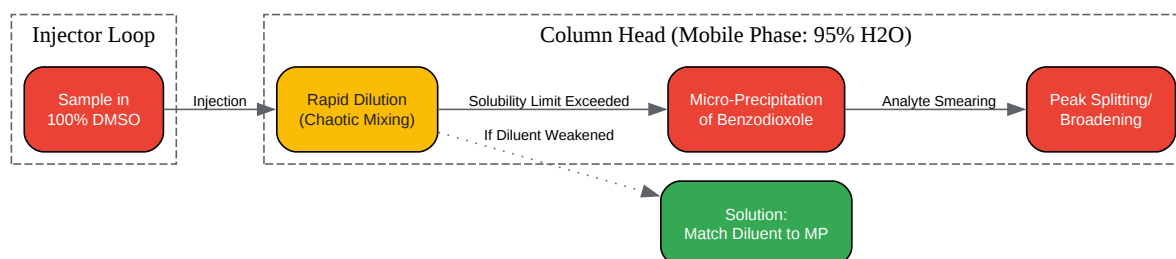 Injector Loop
Column Head (Mobile Phase: 95% H2O)
Sample in
100% DMSO
Injection
Rapid Dilution
(Chaotic Mixing)
Solubility Limit Exceeded
If Diluent Weakened
Micro-Precipitation
of Benzodioxole
Analyte Smearing
Peak Splitting/
Broadening
Solution:
Match Diluent to MP